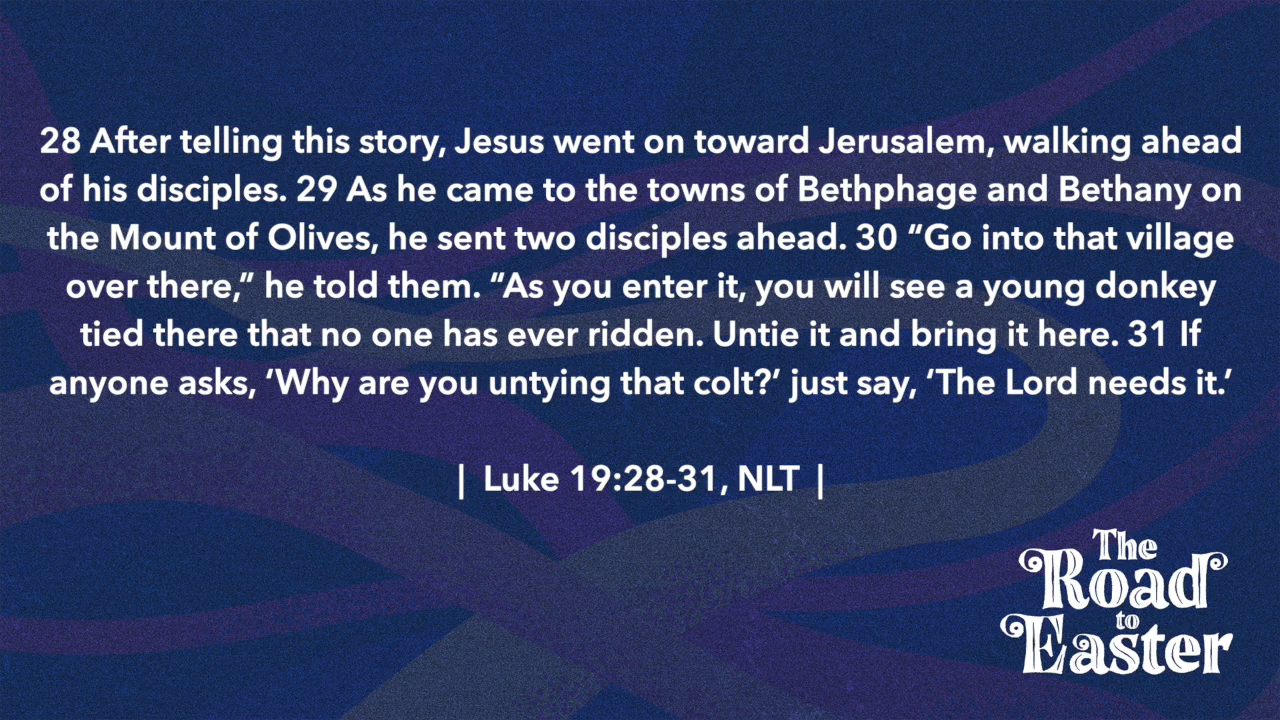 28 After telling this story, Jesus went on toward Jerusalem, walking ahead
of his disciples. 29 As he came to the towns of Bethphage and Bethany on
the Mount of Olives, he sent two disciples ahead. 30 “Go into that village
over there,” he told them. “As you enter it, you will see a young donkey
tied there that no one has ever ridden. Untie it and bring it here. 31 If
anyone asks, ’Why are you untying that colt?’ just say, ’The Lord needs it.’
| Luke 19:28-31, NLT |
The
Road
to
Easter